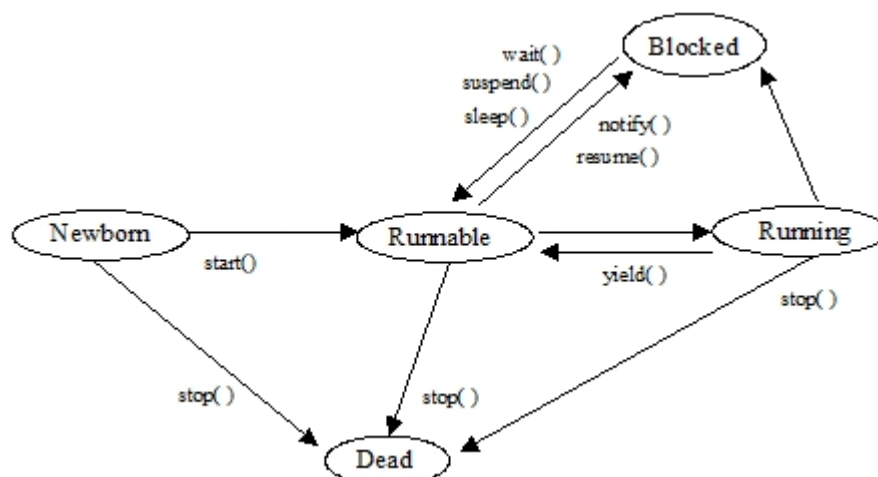 Blocked
wait( )
suspend( )
sleep( )
notify( )
resume( )
Newborn
Runnable
Running
start()
yield( )
stop( )
stop( )
stop( )
Dead